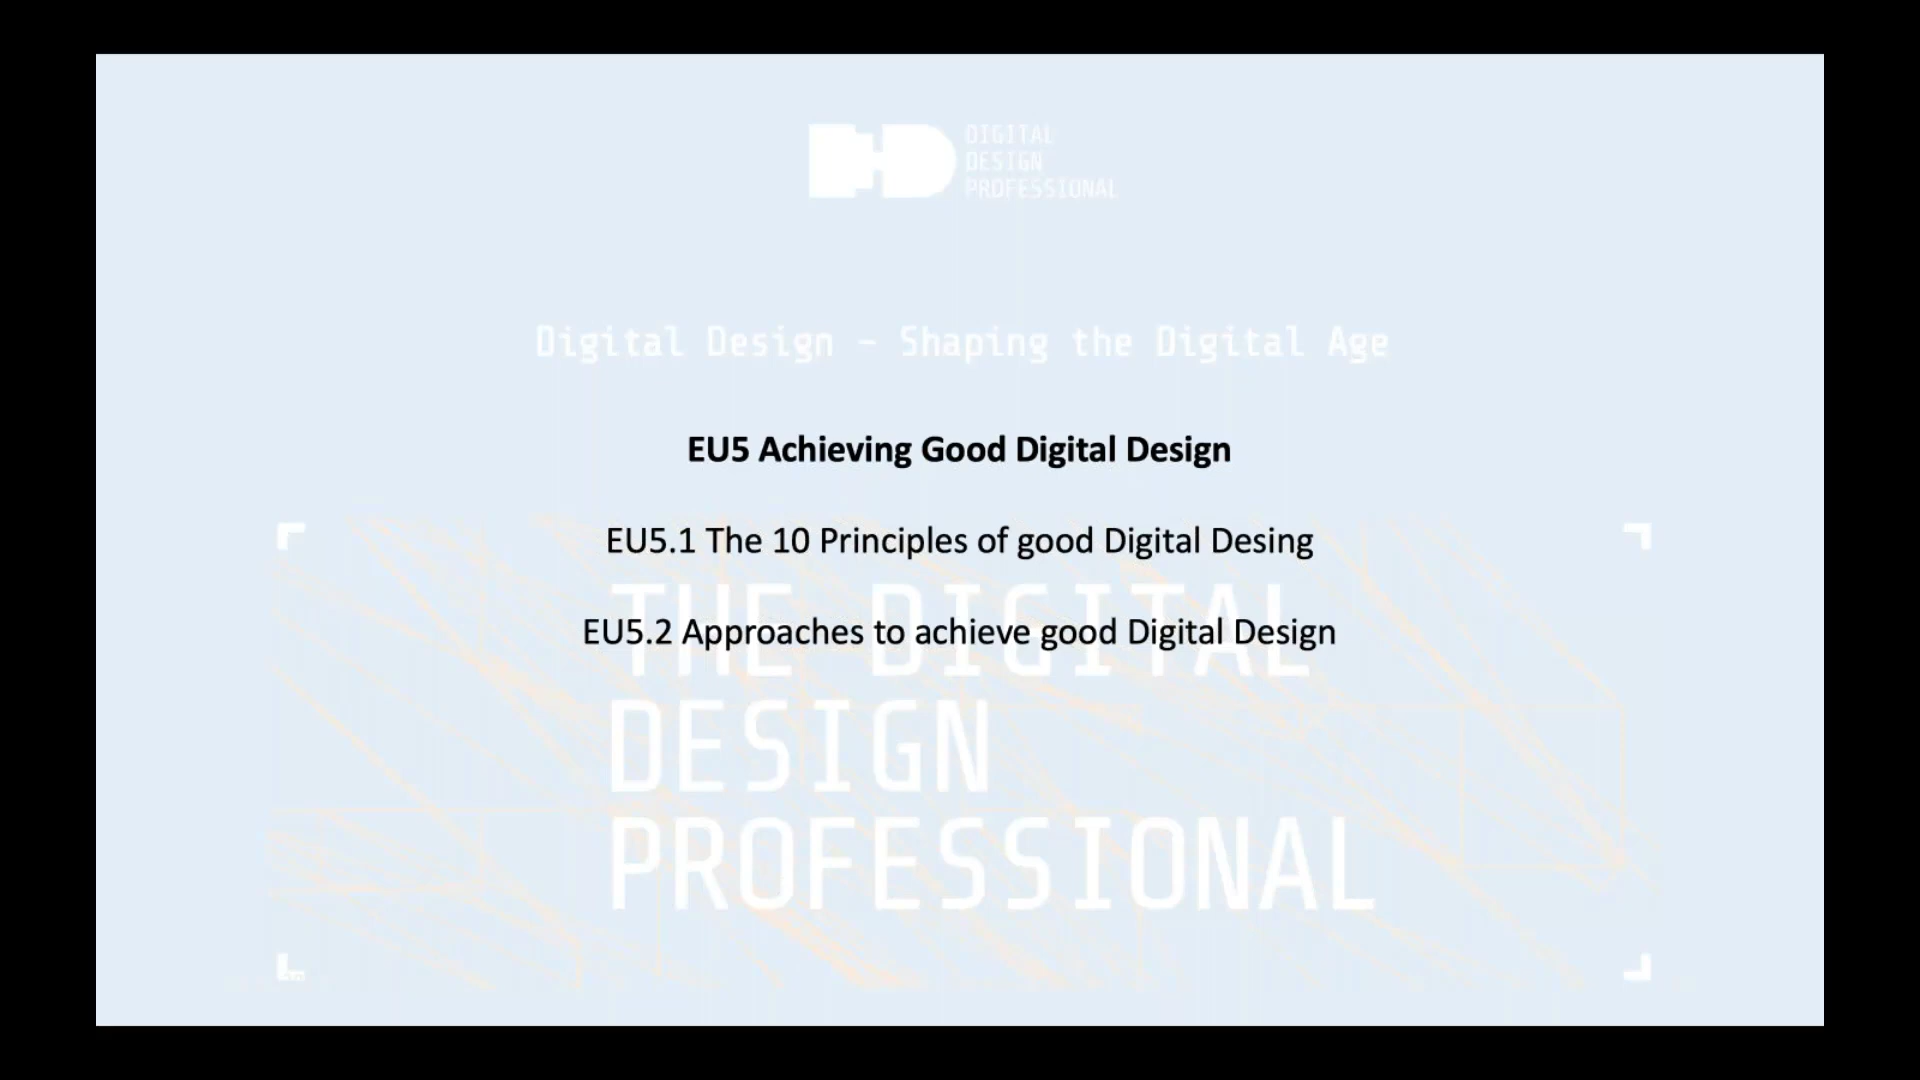 DIGITAL
DESIGN
PROFESSIONAL
Digital Design – Shaping the Digital Age
EU5 Achieving Good Digital Design
EU5.1 The 10 Principles of good Digital Desing
EU5.2 Approaches to achieve good Digital Design
THE DIGITAL
DESIGN
PROFESSIONAL